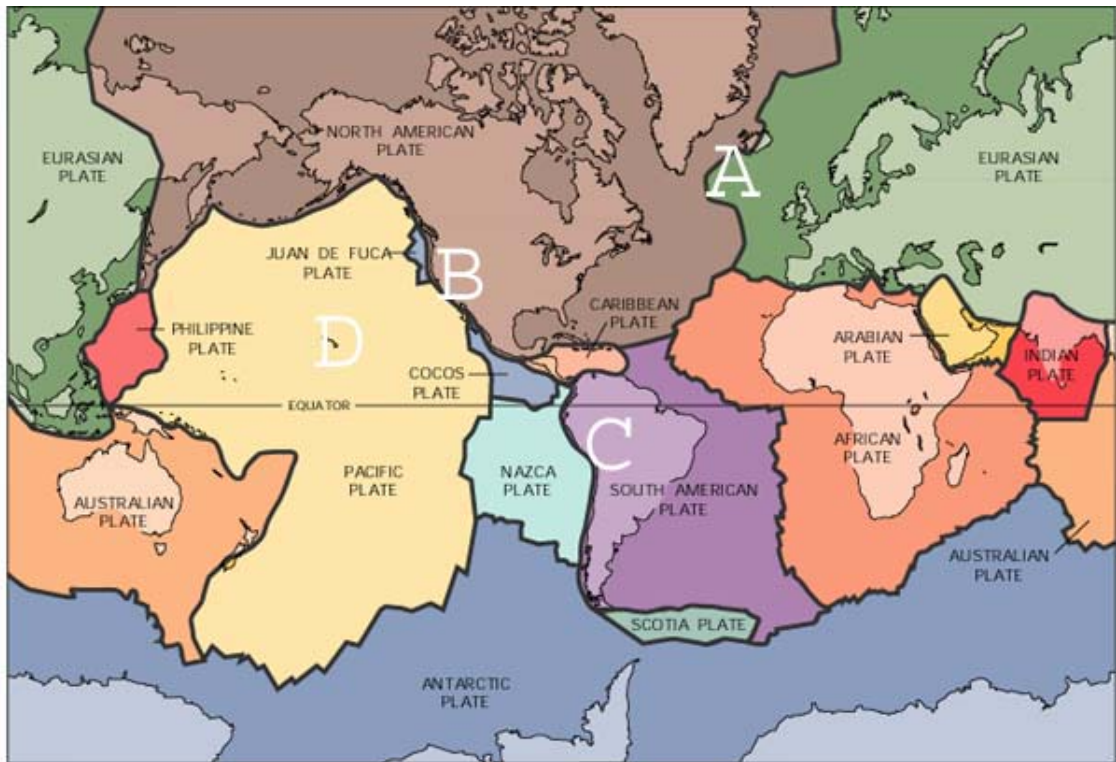 A
NORTH AMERICAN
PLATE
EURASIAN
PLATE
EURASIAN
PLATE
JUAN DE FUCA
PLATE
B
CARIBBEAN
PLATE
PHILIPPINE
PLATE
D
ARABIAN
PLATE
INDIAN
PLATE
COCOS
PLATE
EQUATOR
C
AFRICAN
PLATE
PACIFIC
PLATE
NAZCA
PLATE
SOUTH AMERICAN
PLATE
AUSTRALIAN
PLATE
AUSTRALIAN
PLATE
SCOTIA PLATE
ANTARCTIC
PLATE